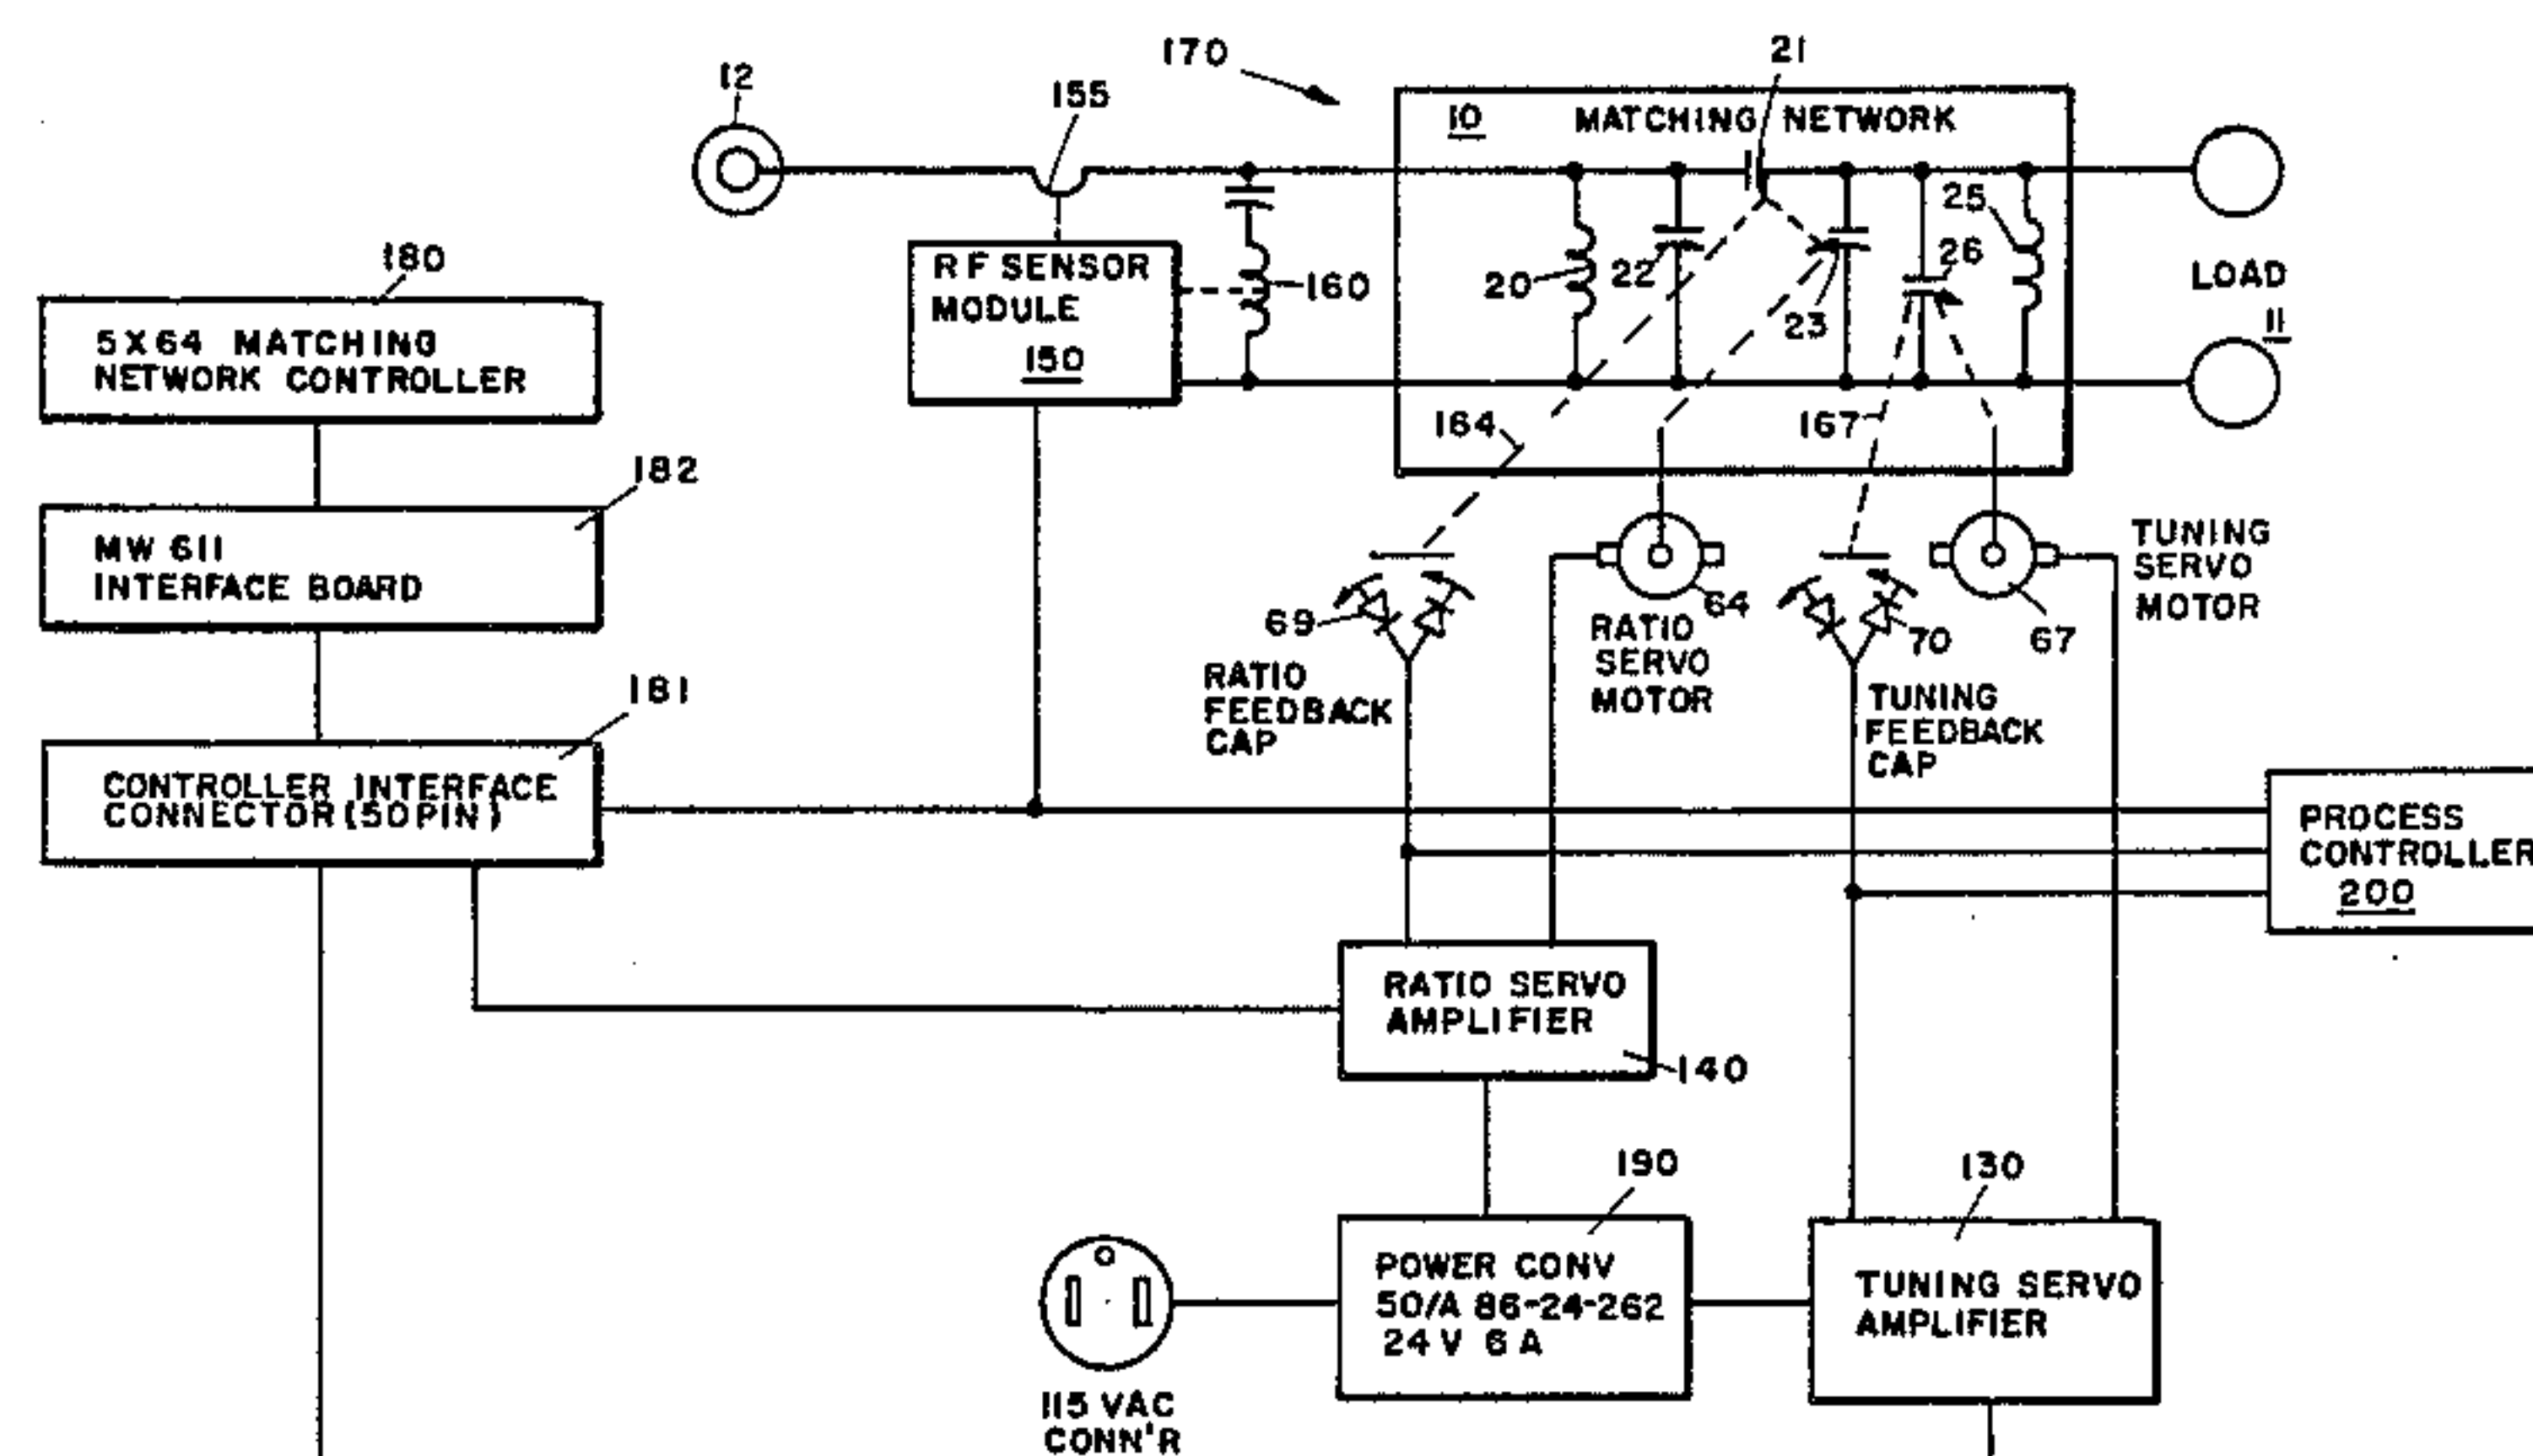 170
21
12
155
10 MATCHING NETWORK
180
RF SENSOR
MODULE
150
160
20
22
23
26
25
LOAD
11
5X64 MATCHING
NETWORK CONTROLLER
164
167
182
MW 611
INTERFACE BOARD
69
64
70
67
RATIO
SERVO
MOTOR
TUNING
SERVO
MOTOR
RATIO
FEEDBACK
CAP
TUNING
FEEDBACK
CAP
181
CONTROLLER INTERFACE
CONNECTOR (50PIN)
PROCESS
CONTROLLER
200
RATIO SERVO
AMPLIFIER
140
190
130
POWER CONV
50/A 86-24-262
24 V 6 A
TUNING SERVO
AMPLIFIER
115 VAC
CONN'R